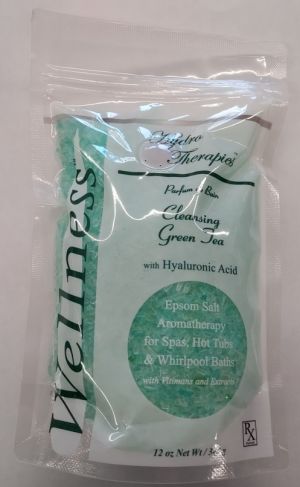 Hydro
Therapies
Parfum de Bain
Cleansing
Green Tea
with Hyaluronic Acid
Wellness
Epsom Salt
Aromatherapy
for Spas, Hot Tubs
& Whirlpool Baths
with Vitimans and Extracts
12 oz Net Wt /
RX